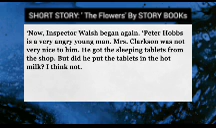 SHORT STORY: ' The Flowers' By STORY BOOKs
'Now, Inspector Walsh began again. 'Peter Hobbs
is a very angry young man. Mrs. Clarkson was not
very nice to him. He got the sleeping tablets from
the shop. But did he put the tablets in the hot
milk? I think not.